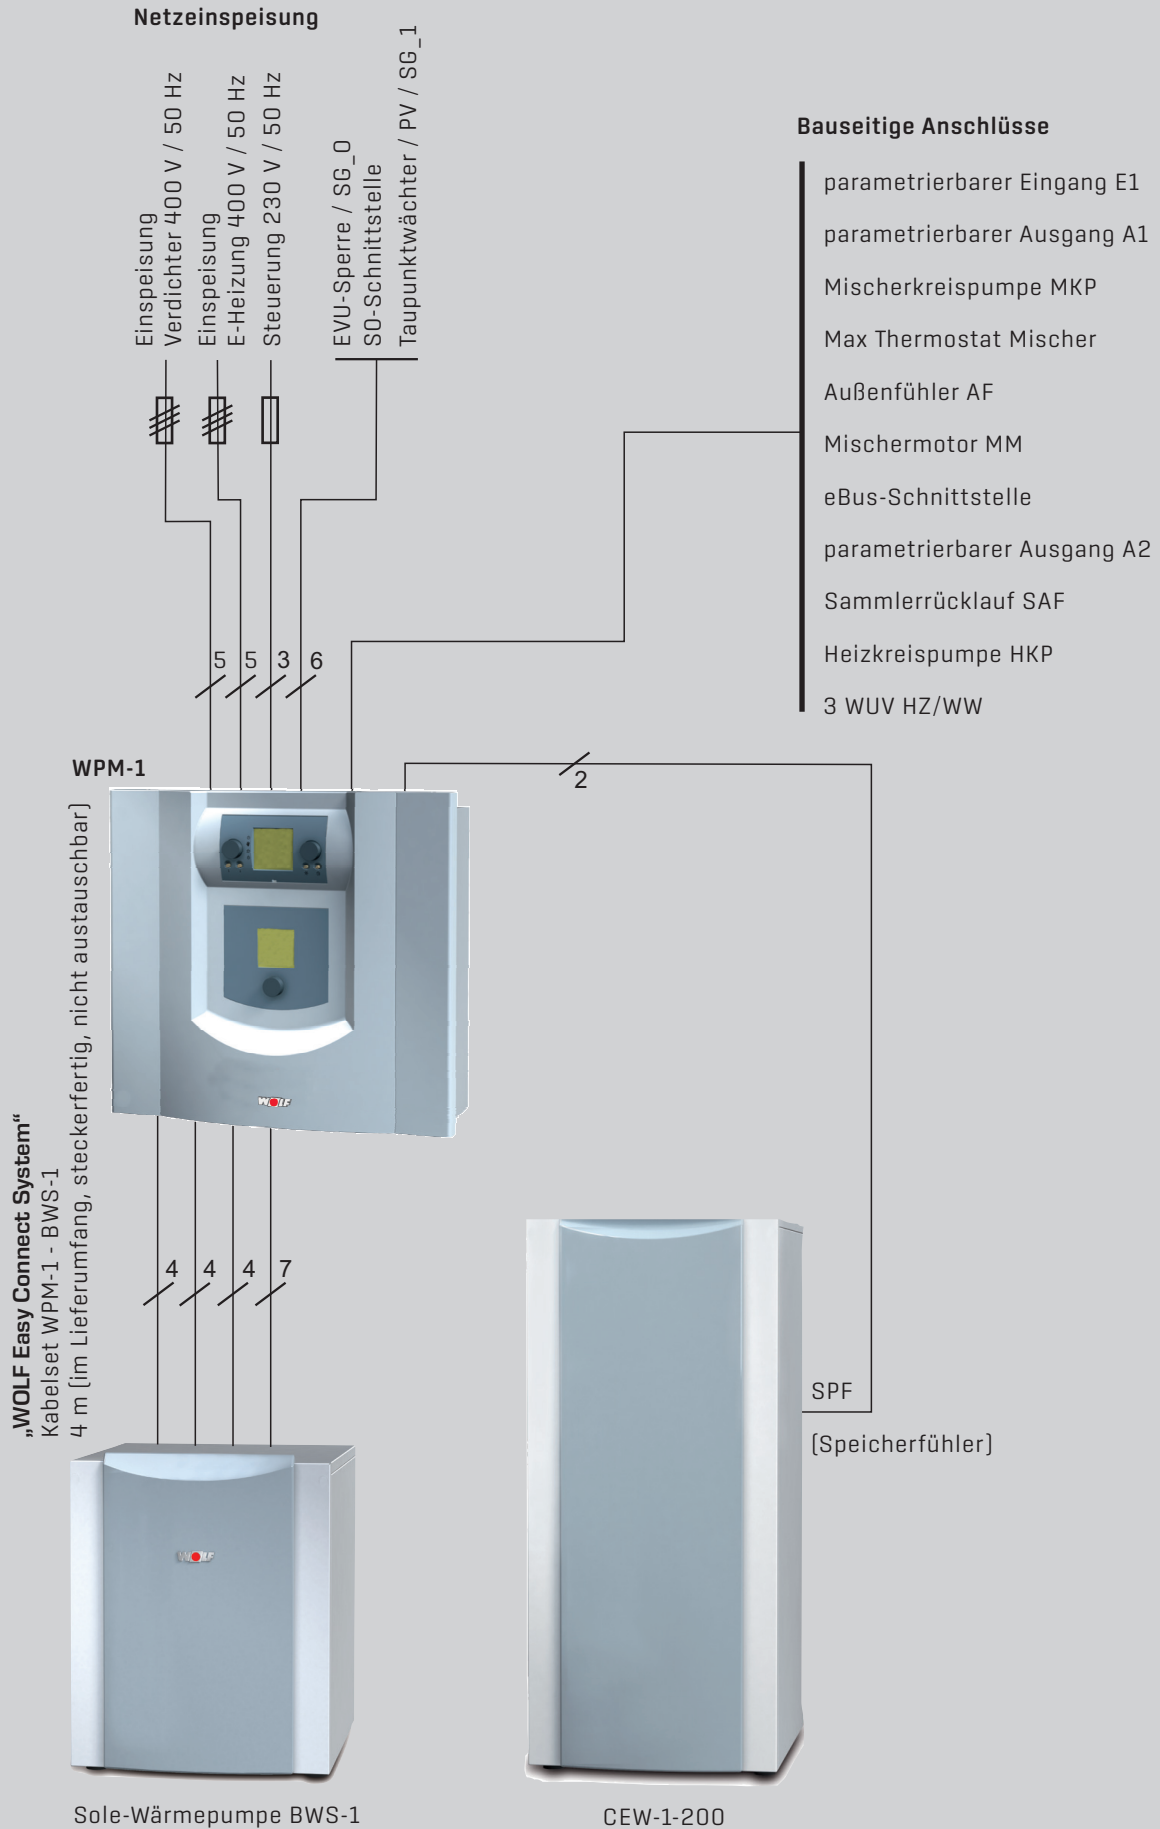 Netzeinspeisung
Einspeisung
Verdichter 400 V / 50 Hz
Einspeisung
E-Heizung 400 V / 50 Hz
Steuerung 230 V / 50 Hz
EVU-Sperre / SG_0
S0-Schnittstelle
Taupunktwächter / PV / SG_1
Bauseitige Anschlüsse
parametrierbarer Eingang E1
parametrierbarer Ausgang A1
Mischerkreispumpe MKP
Max Thermostat Mischer
Außenfühler AF
Mischermotor MM
eBus-Schnittstelle
parametrierbarer Ausgang A2
Sammlerrücklauf SAF
Heizkreispumpe HKP
3 WUV HZ/WW
5 5 3 6
WPM-1
2
WOLF
„WOLF Easy Connect System“
Kabelset WPM-1 - BWS-1
4 m (im Lieferumfang, steckerfertig, nicht austauschbar)
4 4 4 7
SPF
(Speicherfühler)
WOLF
Sole-Wärmepumpe BWS-1
CEW-1-200